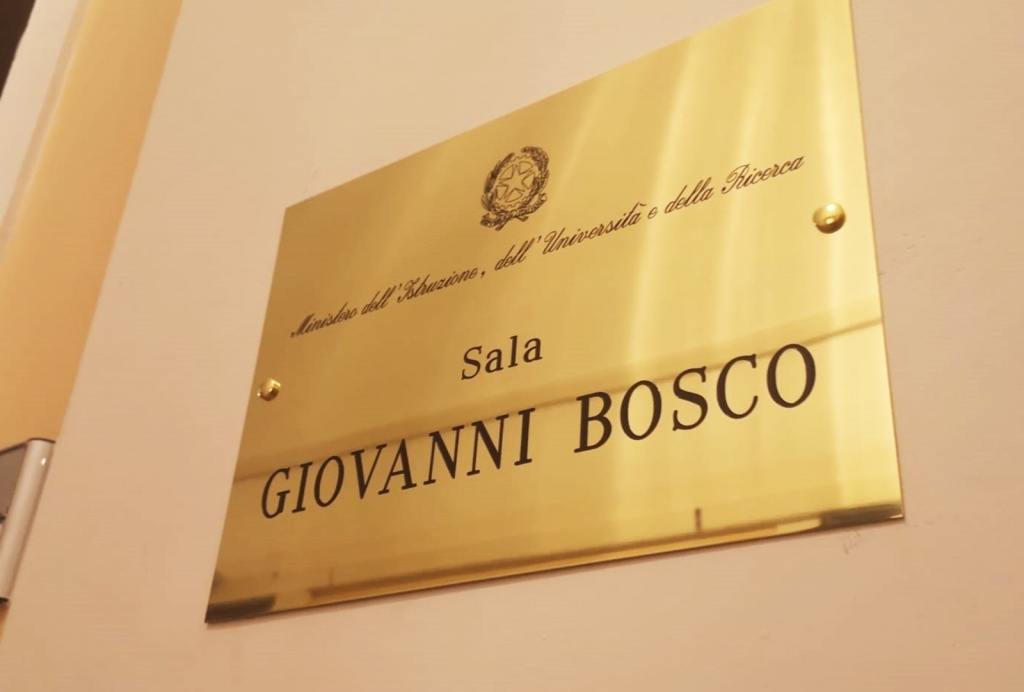 Ministero dell'Istruzione, dell'Università e della Ricerca
Sala
GIOVANNI BOSCO